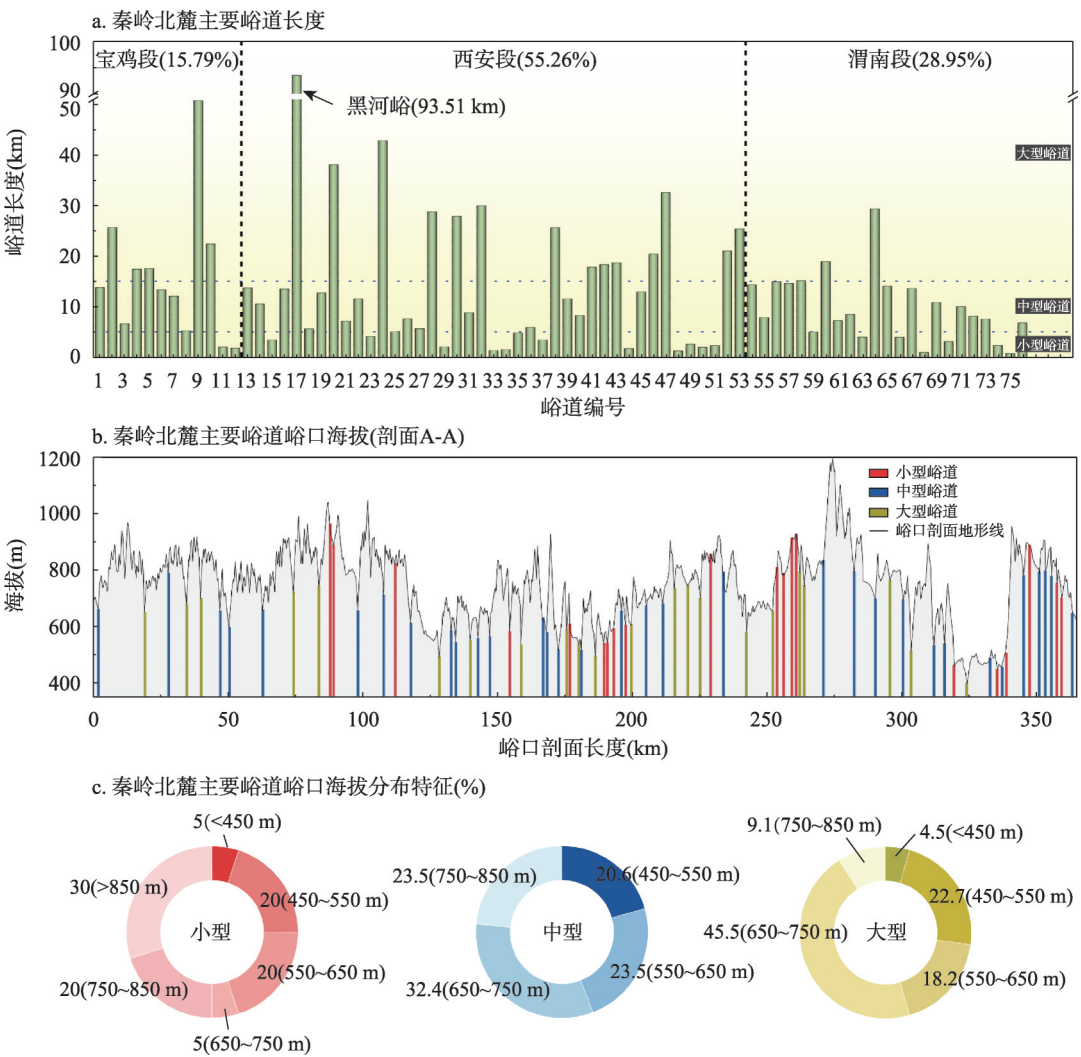 a. 秦岭北麓主要峪道长度
100
宝鸡段(15.79%)
西安段(55.26%)
渭南段(28.95%)
90
黑河峪(93.51 km)
50
40
30
20
10
0
峪道长度(km)
大型峪道
中型峪道
小型峪道
1 3 5 7 9 11 13 15 17 19 21 23 25 27 29 31 33 35 37 39 41 43 45 47 49 51 53 55 57 59 61 63 65 67 69 71 73 75
峪道编号
b. 秦岭北麓主要峪道峪口海拔(剖面A-A)
1200
1000
800
600
400
海拔(m)
小型峪道
中型峪道
大型峪道
峪口剖面地形线
0 50 100 150 200 250 300 350
峪口剖面长度(km)
c. 秦岭北麓主要峪道峪口海拔分布特征(%)
5(<450 m)
30(>850 m)
20(450~550 m)
小型
20(750~850 m)
20(550~650 m)
5(650~750 m)
23.5(750~850 m)
20.6(450~550 m)
中型
32.4(650~750 m)
23.5(550~650 m)
9.1(750~850 m)
4.5(<450 m)
22.7(450~550 m)
45.5(650~750 m)
大型
18.2(550~650 m)